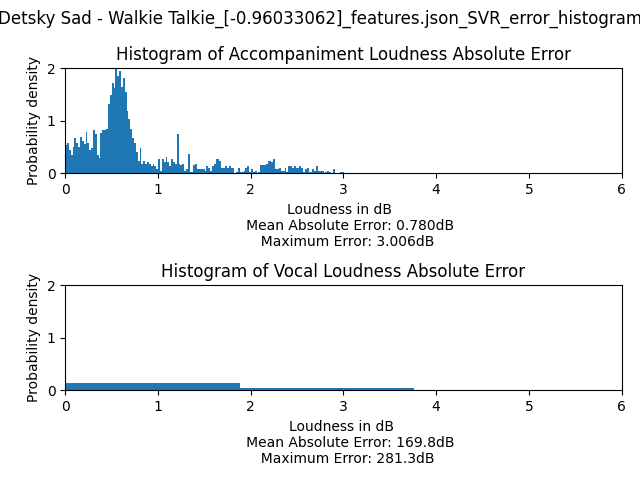 Detsky Sad - Walkie Talkie_[-0.96033062]_features.json_SVR_error_histogram
Histogram of Accompaniment Loudness Absolute Error
Probability density
2
1
0
0 1 2 3 4 5 6
Loudness in dB
Mean Absolute Error: 0.780dB
Maximum Error: 3.006dB
Histogram of Vocal Loudness Absolute Error
Probability density
2
1
0
0 1 2 3 4 5 6
Loudness in dB
Mean Absolute Error: 169.8dB
Maximum Error: 281.3dB